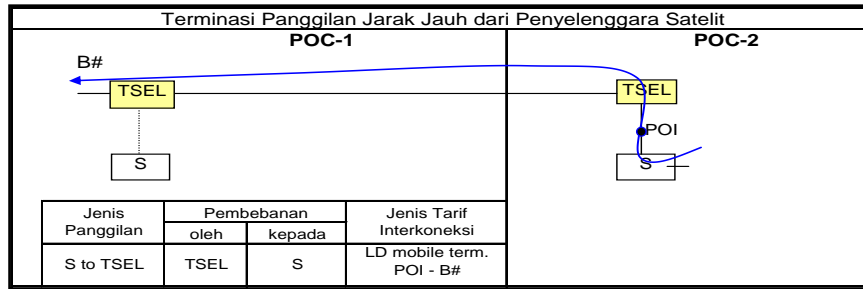 Terminasi Panggilan Jarak Jauh dari Penyelenggara Satelit
POC-1
POC-2
B#
TSEL
TSEL
POI
S
S
Jenis Panggilan
Pembebanan
Jenis Tarif Interkoneksi
oleh
kepada
S to TSEL
TSEL
S
LD mobile term.
POI - B#